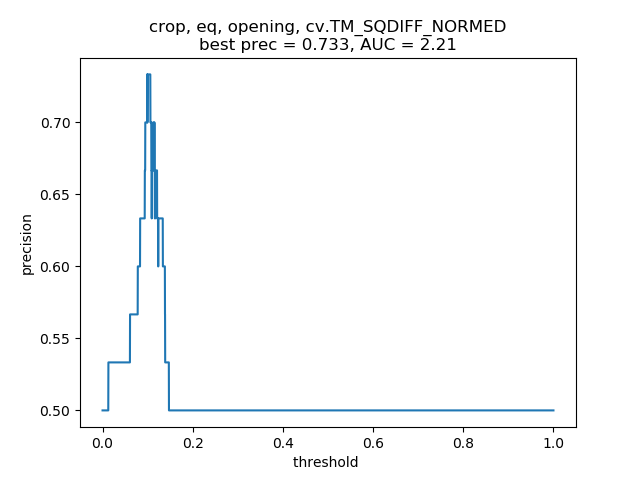 crop, eq, opening, cv.TM_SQDIFF_NORMED
best prec = 0.733, AUC = 2.21
precision
0.70
0.65
0.60
0.55
0.50
0.0 0.2 0.4 0.6 0.8 1.0
threshold